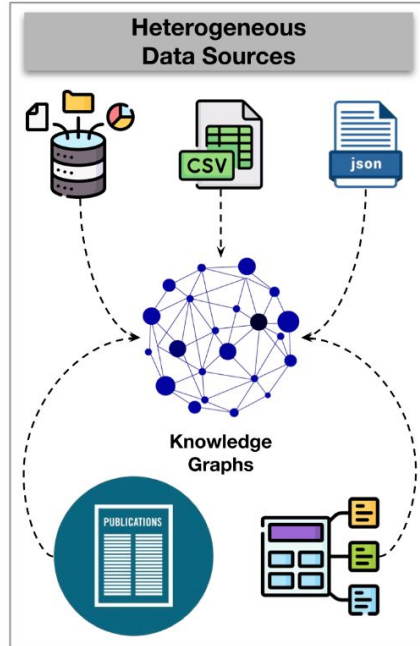 Heterogeneous
Data Sources
CSV
json
Knowledge
Graphs
PUBLICATIONS